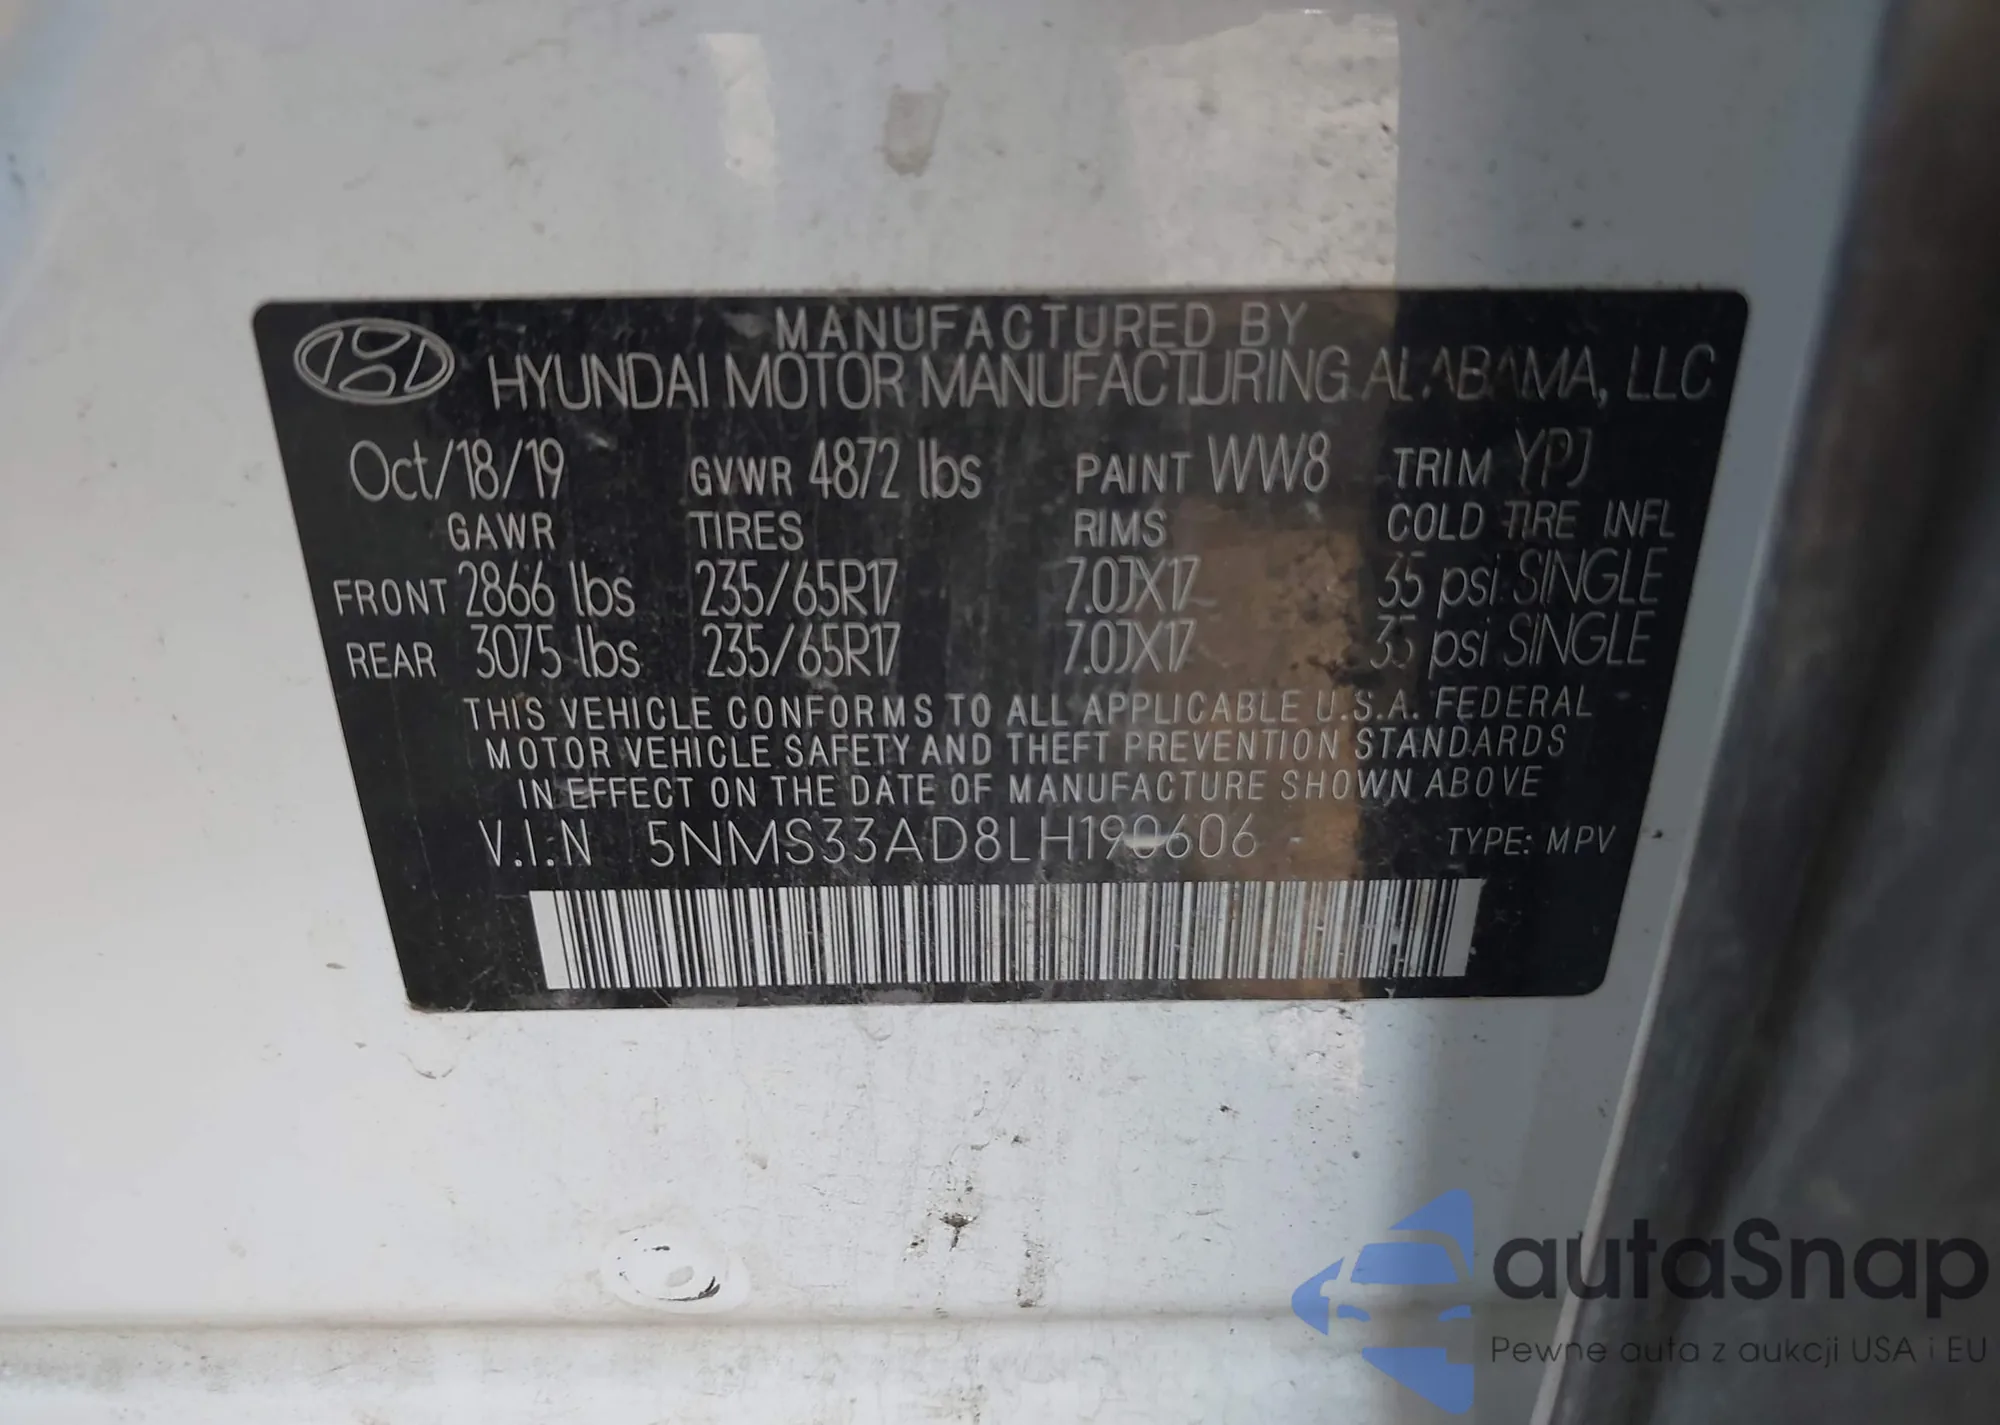 MANUFACTURED BY
HYUNDAI MOTOR MANUFACTURING ALABAMA, LLC
Oct/18/19 GVWR 4872 lbs PAINT WW8 TRIM YPJ
GAWR TIRES RIMS COLD TIRE INFL
FRONT 2866 lbs 235/65R17 7.0JX17 35 psi SINGLE
REAR 3075 lbs 235/65R17 7.0JX17 35 psi SINGLE
THIS VEHICLE CONFORMS TO ALL APPLICABLE U.S.A. FEDERAL
MOTOR VEHICLE SAFETY AND THEFT PREVENTION STANDARDS
IN EFFECT ON THE DATE OF MANUFACTURE SHOWN ABOVE
V.I.N 5NMS33AD8LH190606 TYPE: MPV
autaSnap
Pewne auta z aukcji USA i EU